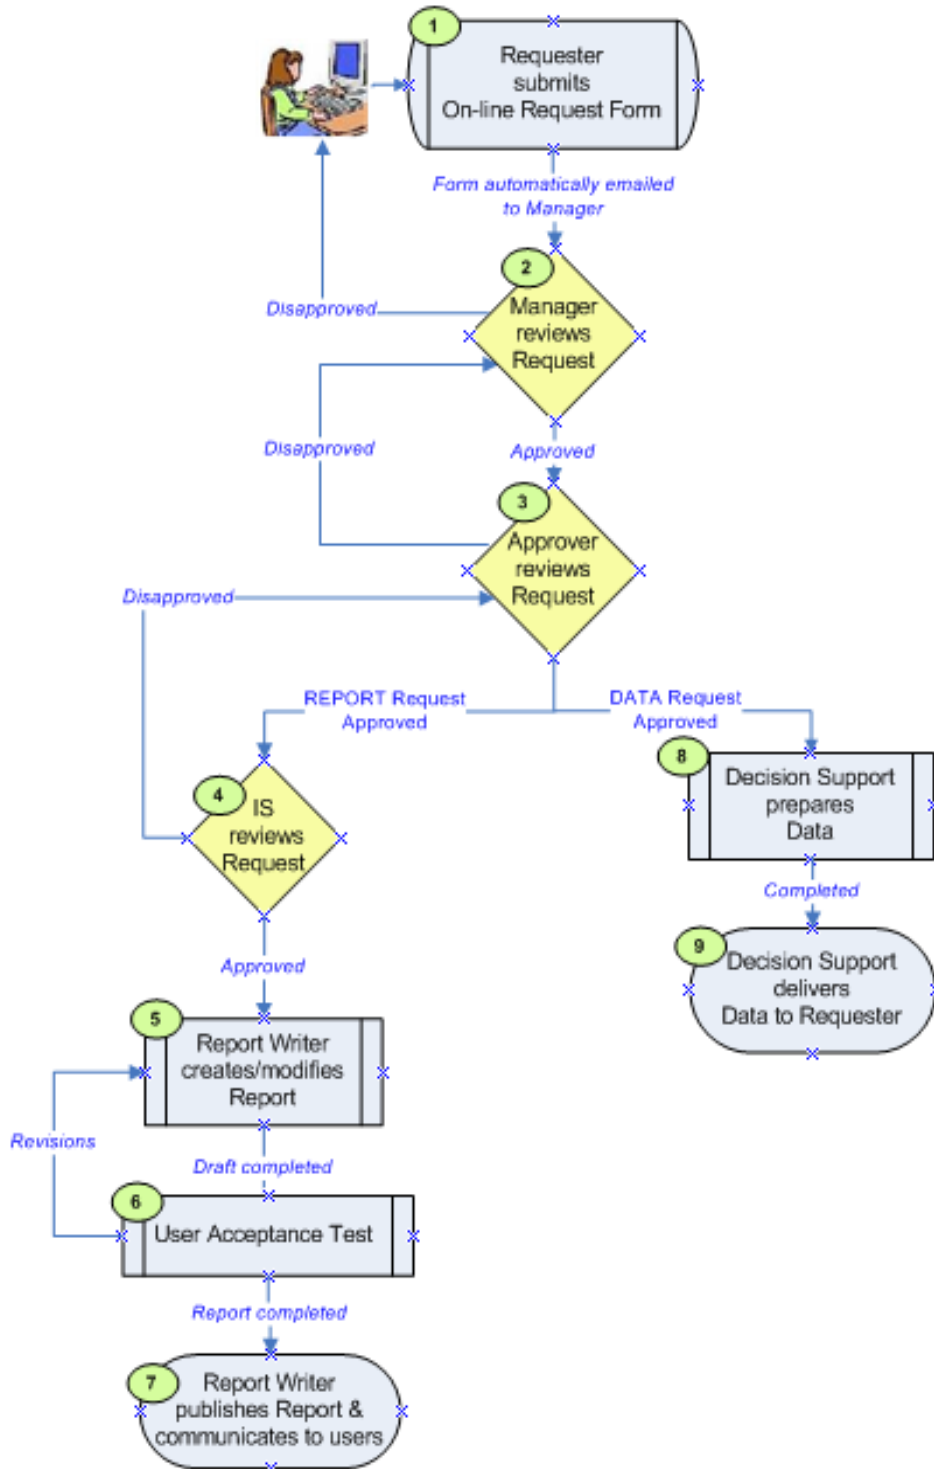 1
Requester
submits
On-line Request Form
Form automatically emailed
to Manager
2
Manager
reviews
Request
Disapproved
Disapproved
Approved
3
Approver
reviews
Request
Disapproved
REPORT Request
Approved
DATA Request
Approved
4
IS
reviews
Request
8
Decision Support
prepares
Data
Completed
9
Decision Support
delivers
Data to Requester
Approved
5
Report Writer
creates/modifies
Report
Revisions
Draft completed
6
User Acceptance Test
Report completed
7
Report Writer
publishes Report &
communicates to users